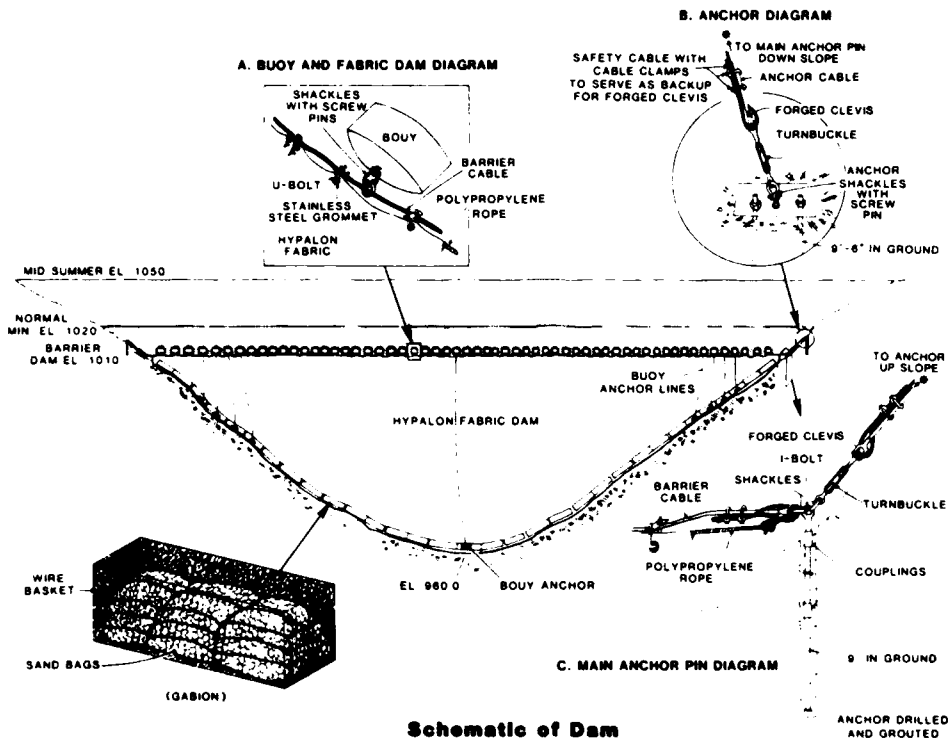 B. ANCHOR DIAGRAM
TO MAIN ANCHOR PIN
DOWN SLOPE
SAFETY CABLE WITH
CABLE CLAMPS
TO SERVE AS BACKUP
FOR FORGED CLEVIS
ANCHOR CABLE
FORGED CLEVIS
TURNBUCKLE
ANCHOR
SHACKLES
WITH
SCREW
PIN
9'-6" IN GROUND
A. BUOY AND FABRIC DAM DIAGRAM
SHACKLES
WITH SCREW
PINS
BOUY
BARRIER
CABLE
U-BOLT
STAINLESS
STEEL GROMMET
POLYPROPYLENE
ROPE
HYPALON
FABRIC
MID SUMMER EL 1050
NORMAL
MIN EL 1020
BARRIER
DAM EL 1010
BUOY
ANCHOR LINES
HYPALON FABRIC DAM
EL 960 0
BOUY ANCHOR
TO ANCHOR
UP SLOPE
FORGED CLEVIS
I-BOLT
SHACKLES
BARRIER
CABLE
TURNBUCKLE
POLYPROPYLENE
ROPE
COUPLINGS
C. MAIN ANCHOR PIN DIAGRAM
9 IN GROUND
ANCHOR DRILLED
AND GROUTED
WIRE
BASKET
SAND BAGS
(GABION)
Schematic of Dam